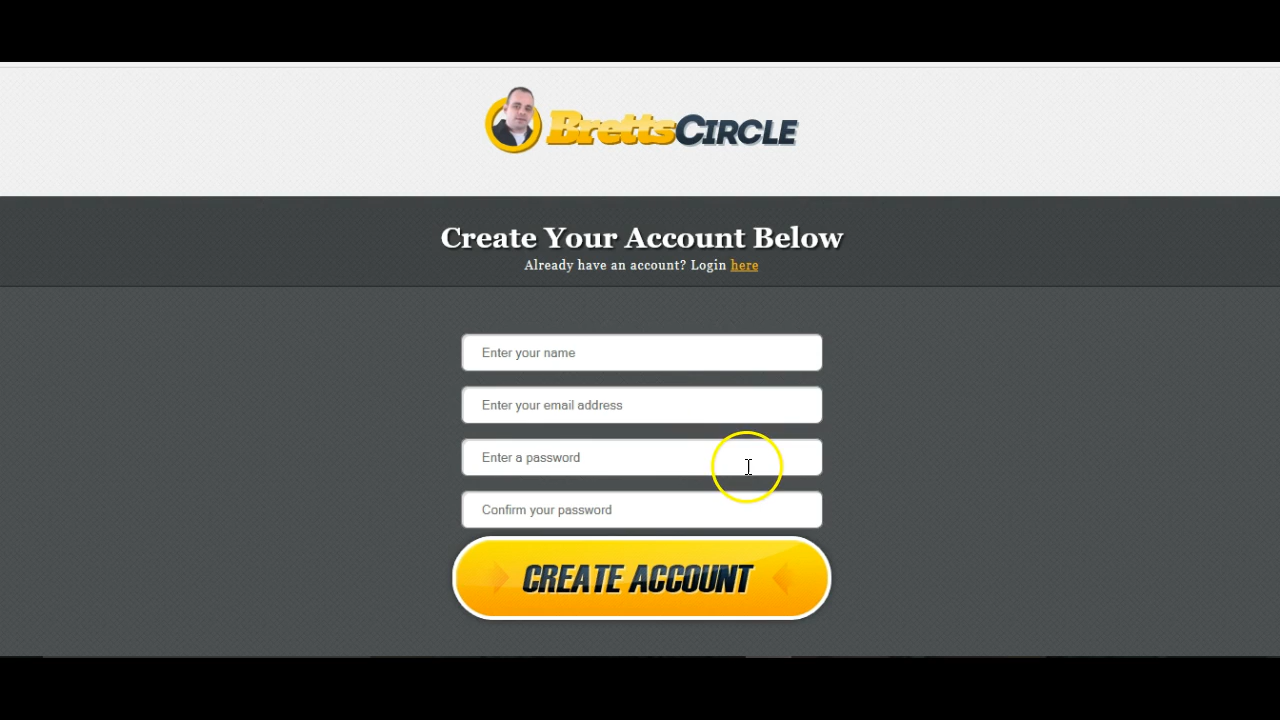 BrettsCircle
Create Your Account Below
Already have an account? Login here
Enter your name
Enter your email address
Enter a password
Confirm your password
CREATE ACCOUNT